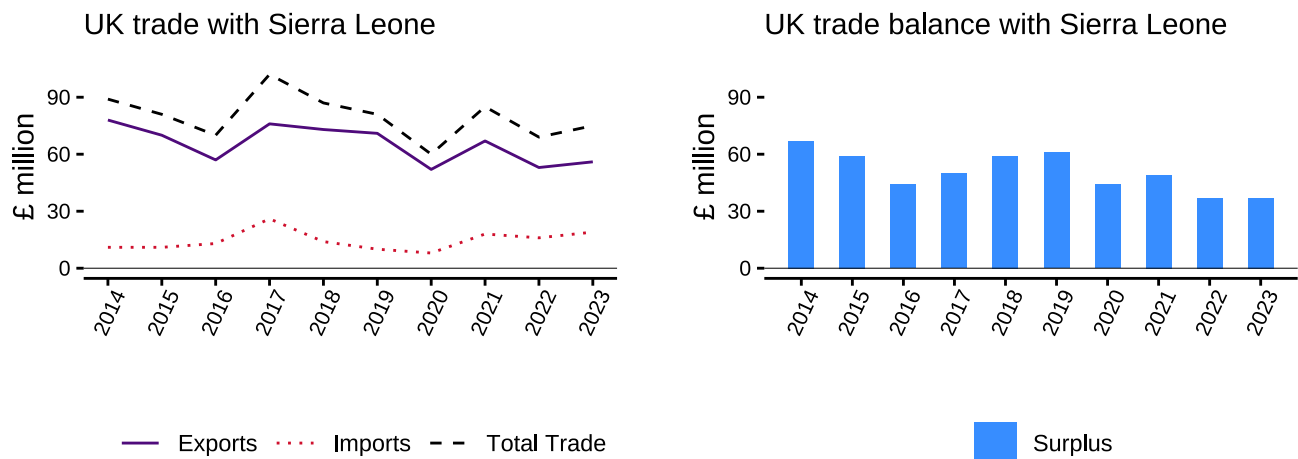 UK trade with Sierra Leone
£ million
90
60
30
0
2014 2015 2016 2017 2018 2019 2020 2021 2022 2023
Exports Imports Total Trade
UK trade balance with Sierra Leone
£ million
90
60
30
0
2014 2015 2016 2017 2018 2019 2020 2021 2022 2023
Surplus